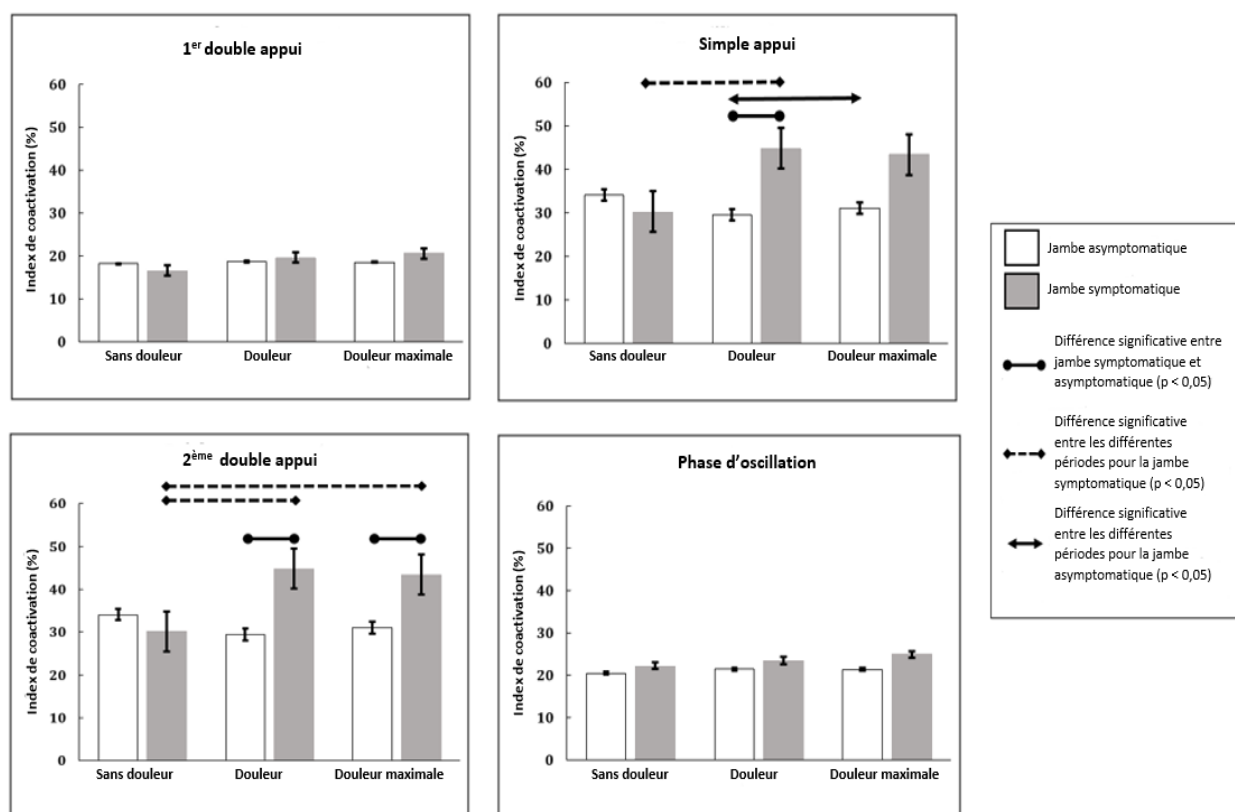 1er double appui
Index de coactivation (%)
60
50
40
30
20
10
0
Sans douleur Douleur Douleur maximale
Simple appui
Index de coactivation (%)
60
50
40
30
20
10
0
Sans douleur Douleur Douleur maximale
2ème double appui
Index de coactivation (%)
60
50
40
30
20
10
0
Sans douleur Douleur Douleur maximale
Phase d'oscillation
Index de coactivation (%)
60
50
40
30
20
10
0
Sans douleur Douleur Douleur maximale
Jambe asymptomatique
Jambe symptomatique
Différence significative entre
jambe symptomatique et
asymptomatique (p < 0,05)
Différence significative
entre les différentes
périodes pour la jambe
symptomatique (p < 0,05)
Différence significative
entre les différentes
périodes pour la jambe
asymptomatique (p < 0,05)